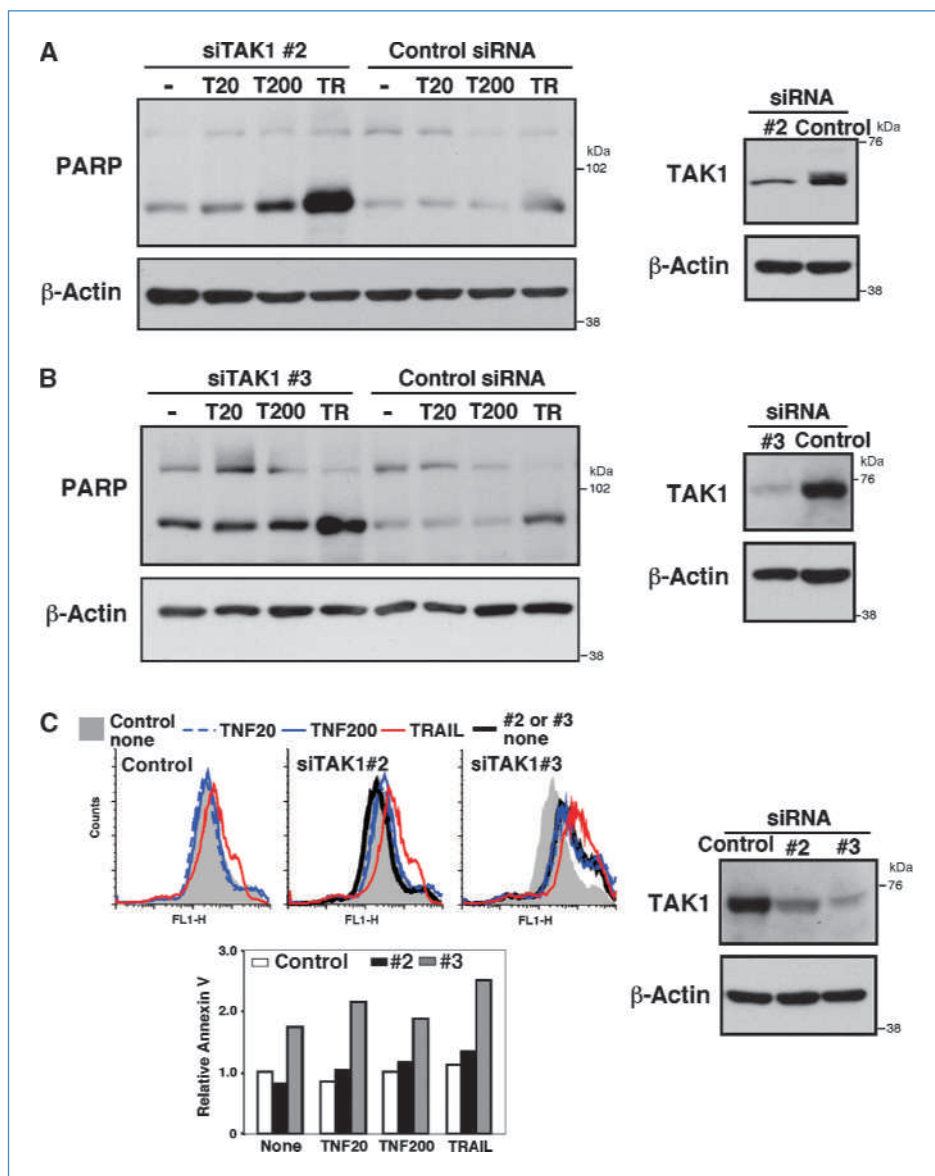 A
siTAK1 #2 Control siRNA
- T20 T200 TR - T20 T200 TR
PARP
kDa
-102
β-Actin
-38
siRNA
#2 Control
kDa
-76
TAK1
β-Actin
-38
B
siTAK1 #3 Control siRNA
- T20 T200 TR - T20 T200 TR
PARP
kDa
-102
β-Actin
-38
siRNA
#3 Control
kDa
-76
TAK1
β-Actin
-38
C
Control none TNF20 TNF200 TRAIL #2 or #3 none
Control siTAK1#2 siTAK1#3
Counts
FL1-H FL1-H FL1-H
siRNA
Control #2 #3
kDa
-76
TAK1
β-Actin
-38
Relative Annexin V
3.0
2.0
1.0
0
Control #2 #3
None TNF20 TNF200 TRAIL